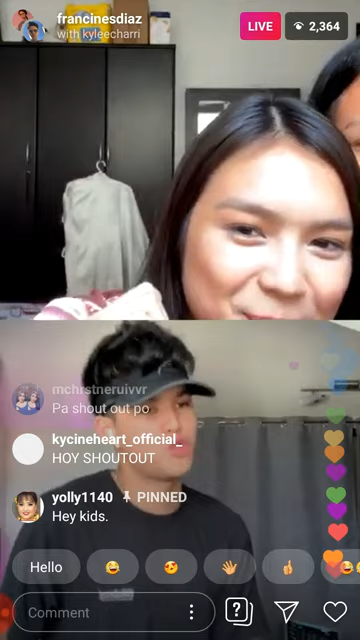 francinesdiaz
with kyleecharri
LIVE
2,364
mchrstneruivvr
Pa shout out po
kycineheart_official_
HOY SHOUTOUT
yolly1140 PINNED
Hey kids.
Hello
Comment